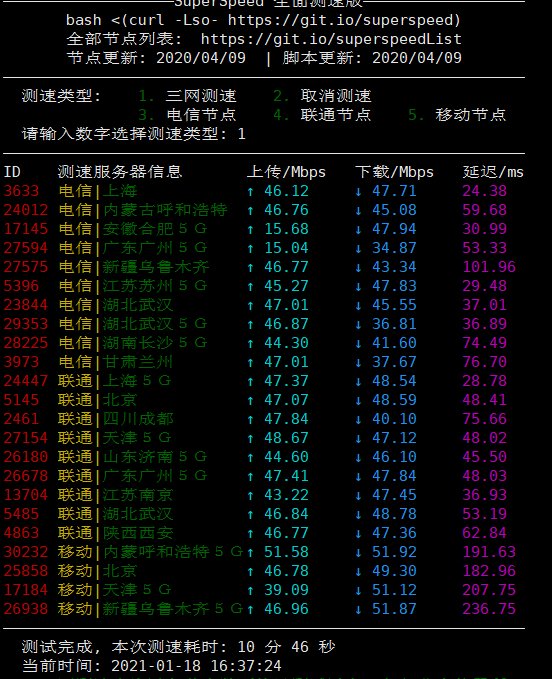 SuperSpeed 全面测速版
bash <(curl -Lso- https://git.io/superspeed)
全部节点列表: https://git.io/superspeedList
节点更新: 2020/04/09 | 脚本更新: 2020/04/09
测速类型: 1. 三网测速 2. 取消测速
3. 电信节点 4. 联通节点 5. 移动节点
请输入数字选择测速类型: 1
ID 测速服务器信息 上传/Mbps 下载/Mbps 延迟/ms
3633 电信|上海 ↑ 46.12 ↓ 47.71 24.38
24012 电信|内蒙古呼和浩特 ↑ 46.76 ↓ 45.08 59.68
17145 电信|安徽合肥５Ｇ ↑ 15.68 ↓ 47.94 30.99
27594 电信|广东广州５Ｇ ↑ 15.04 ↓ 34.87 53.33
27575 电信|新疆乌鲁木齐 ↑ 46.77 ↓ 43.34 101.96
5396 电信|江苏苏州５Ｇ ↑ 45.27 ↓ 47.83 29.48
23844 电信|湖北武汉 ↑ 47.01 ↓ 45.55 37.01
29353 电信|湖北武汉５Ｇ ↑ 46.87 ↓ 36.81 36.89
28225 电信|湖南长沙５Ｇ ↑ 44.30 ↓ 41.60 74.49
3973 电信|甘肃兰州 ↑ 47.01 ↓ 37.67 76.70
24447 联通|上海５Ｇ ↑ 47.37 ↓ 48.54 28.78
5145 联通|北京 ↑ 47.07 ↓ 48.59 48.41
2461 联通|四川成都 ↑ 47.84 ↓ 40.10 75.66
27154 联通|天津５Ｇ ↑ 48.67 ↓ 47.12 48.02
26180 联通|山东济南５Ｇ ↑ 44.60 ↓ 46.10 45.50
26678 联通|广东广州５Ｇ ↑ 47.41 ↓ 47.84 48.03
13704 联通|江苏南京 ↑ 43.22 ↓ 47.45 36.93
5485 联通|湖北武汉 ↑ 46.84 ↓ 48.78 53.19
4863 联通|陕西西安 ↑ 46.77 ↓ 47.36 62.84
30232 移动|内蒙呼和浩特５Ｇ↑ 51.58 ↓ 51.92 191.63
25858 移动|北京 ↑ 46.78 ↓ 49.30 182.96
17184 移动|天津５Ｇ ↑ 39.09 ↓ 51.12 207.75
26938 移动|新疆乌鲁木齐５Ｇ↑ 46.96 ↓ 51.87 236.75
测试完成, 本次测速耗时: 10 分 46 秒
当前时间: 2021-01-18 16:37:24